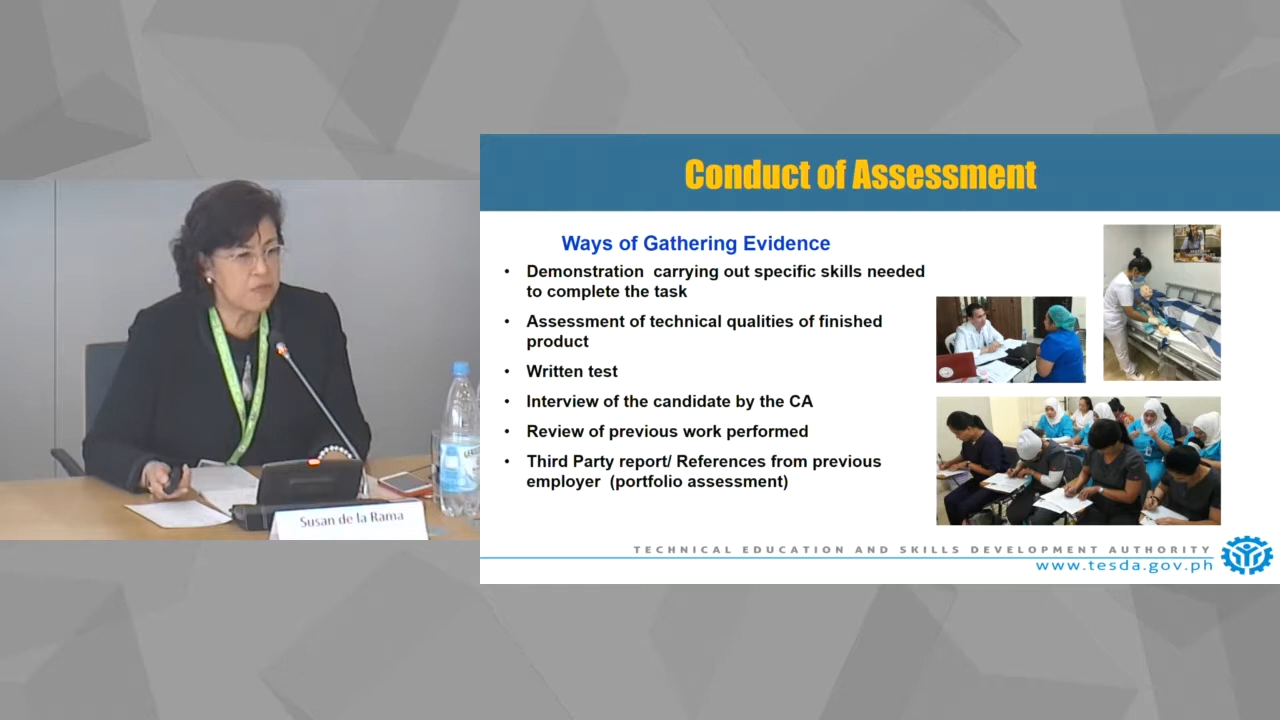 Conduct of Assessment
Ways of Gathering Evidence
• Demonstration carrying out specific skills needed
to complete the task
• Assessment of technical qualities of finished
product
• Written test
• Interview of the candidate by the CA
• Review of previous work performed
• Third Party report/ References from previous
employer (portfolio assessment)
TECHNICAL EDUCATION AND SKILLS DEVELOPMENT AUTHORITY
www.tesda.gov.ph
Susan de la Rama